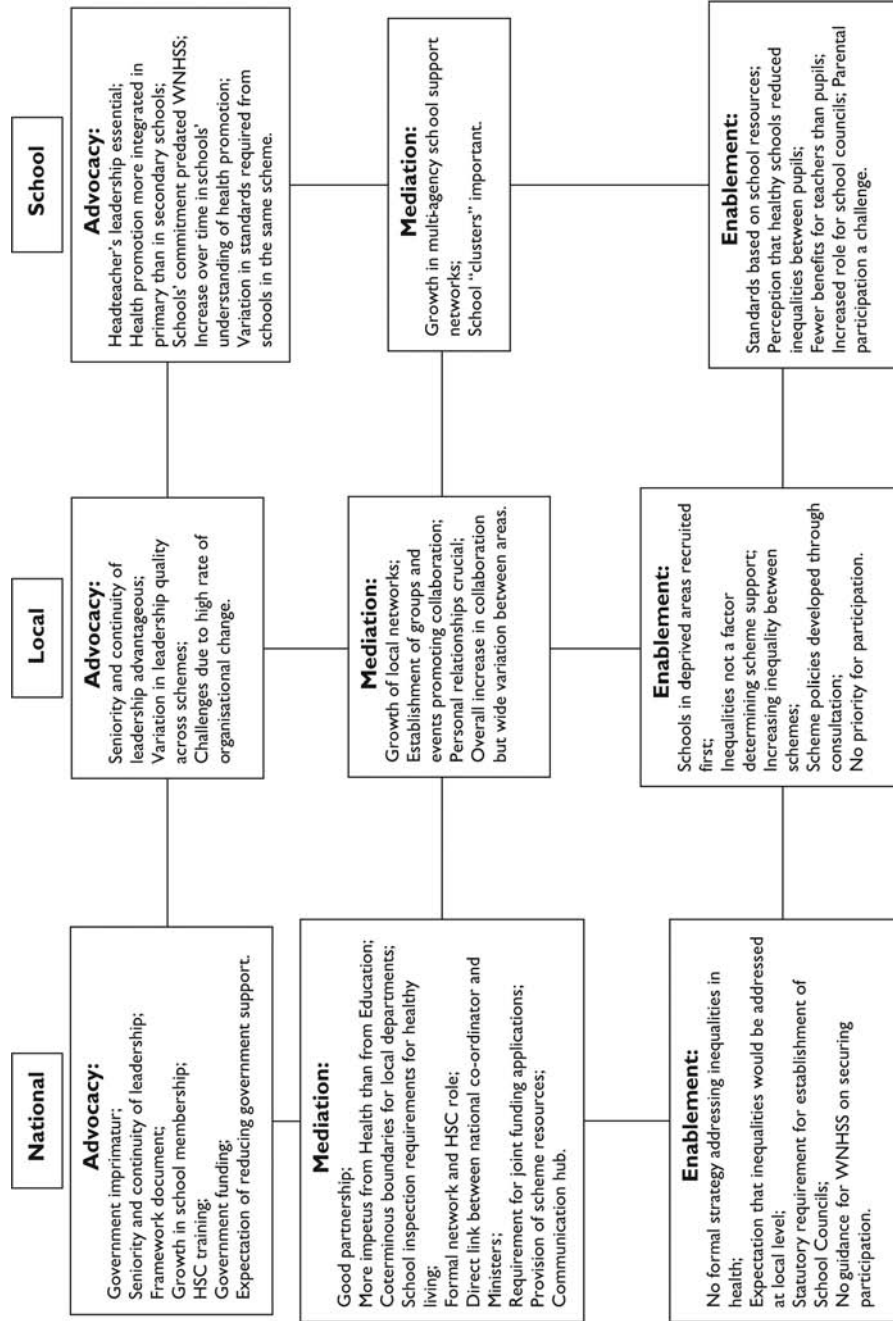 National
Local
School
Advocacy:
Government imprimatur;
Seniority and continuity of leadership;
Framework document;
Growth in school membership;
HSC training;
Government funding;
Expectation of reducing government support.
Advocacy:
Seniority and continuity of
leadership advantageous;
Variation in leadership quality
across schemes;
Challenges due to high rate of
organisational change.
Advocacy:
Headteacher's leadership essential;
Health promotion more integrated in
primary than in secondary schools;
Schools' commitment predated WNHSS;
Increase over time in schools'
understanding of health promotion;
Variation in standards required from
schools in the same scheme.
Mediation:
Good partnership;
More impetus from Health than from Education;
Coterminous boundaries for local departments;
School inspection requirements for healthy
living;
Formal network and HSC role;
Direct link between national co-ordinator and
Ministers;
Requirement for joint funding applications;
Provision of scheme resources;
Communication hub.
Mediation:
Growth of local networks;
Establishment of groups and
events promoting collaboration;
Personal relationships crucial;
Overall increase in collaboration
but wide variation between areas.
Mediation:
Growth in multi-agency school support
networks;
School "clusters" important.
Enablement:
No formal strategy addressing inequalities in
health;
Expectation that inequalities would be addressed
at local level;
Statutory requirement for establishment of
School Councils;
No guidance for WNHSS on securing
participation.
Enablement:
Schools in deprived areas recruited
first;
Inequalities not a factor
determining scheme support;
Increasing inequality between
schemes;
Scheme policies developed through
consultation;
No priority for participation.
Enablement:
Standards based on school resources;
Perception that healthy schools reduced
inequalities between pupils;
Fewer benefits for teachers than pupils;
Increased role for school councils; Parental
participation a challenge.